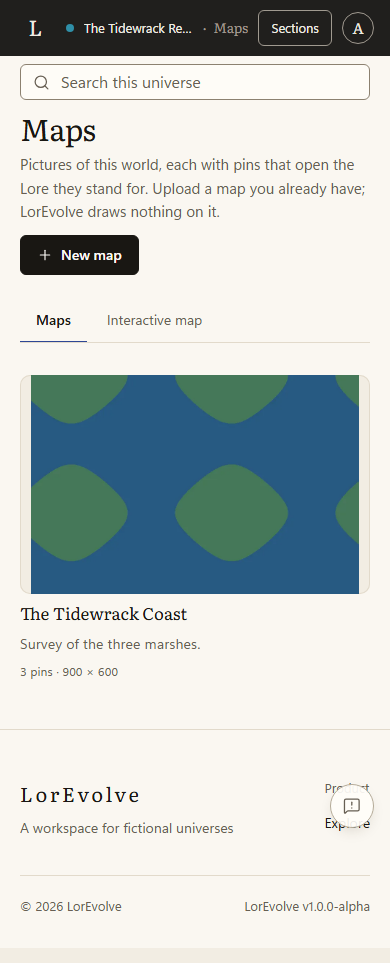 L
The Tidewrack Re... · Maps
Sections
A
Search this universe
Maps
Pictures of this world, each with pins that open the
Lore they stand for. Upload a map you already have;
LorEvolve draws nothing on it.
+ New map
Maps
Interactive map
The Tidewrack Coast
Survey of the three marshes.
3 pins · 900 × 600
LorEvolve
Product
A workspace for fictional universes
Explore
© 2026 LorEvolve
LorEvolve v1.0.0-alpha